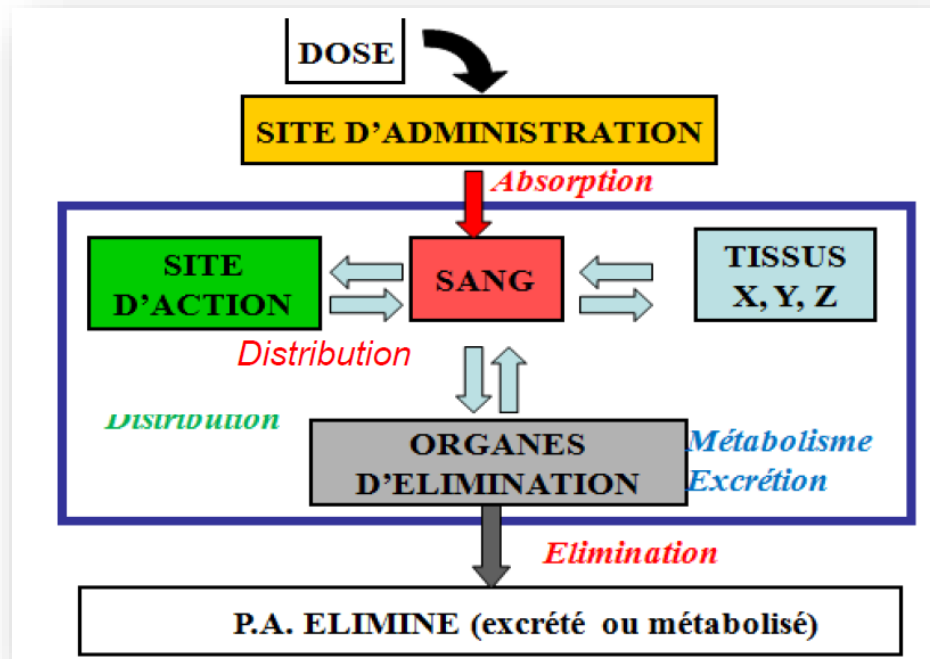 DOSE
SITE D'ADMINISTRATION
Absorption
SITE
D'ACTION
SANG
TISSUS
X, Y, Z
Distribution
Distribution
ORGANES
D'ELIMINATION
Métabolisme
Excrétion
Elimination
P.A. ELIMINE (excrété ou métabolisé)